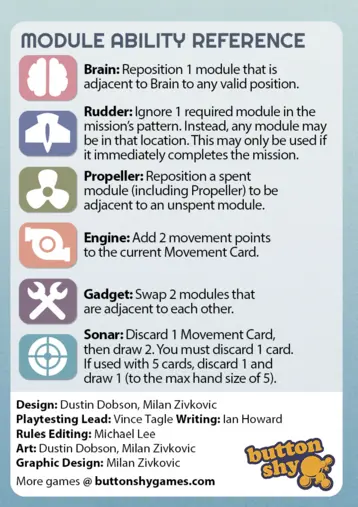 MODULE ABILITY REFERENCE
Brain: Reposition 1 module that is
adjacent to Brain to any valid position.
Rudder: Ignore 1 required module in the
mission's pattern. Instead, any module may
be in that location. This may only be used if
it immediately completes the mission.
Propeller: Reposition a spent
module (including Propeller) to be
adjacent to an unspent module.
Engine: Add 2 movement points
to the current Movement Card.
Gadget: Swap 2 modules that
are adjacent to each other.
Sonar: Discard 1 Movement Card,
then draw 2. You must discard 1 card.
If used with 5 cards, discard 1 and
draw 1 (to the max hand size of 5).
Design: Dustin Dobson, Milan Zivkovic
Playtesting Lead: Vince Tagle Writing: Ian Howard
Rules Editing: Michael Lee
Art: Dustin Dobson, Milan Zivkovic
Graphic Design: Milan Zivkovic
More games @ buttonshygames.com
button
shy